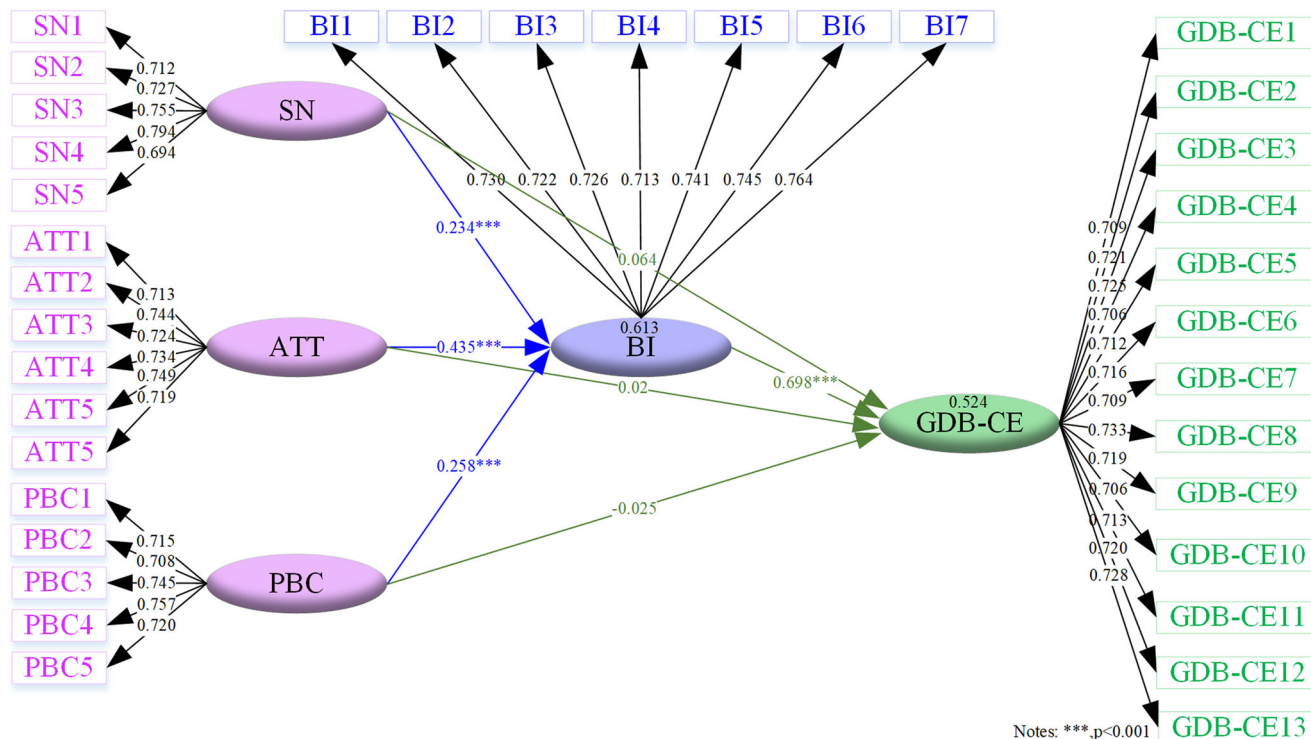 SN1
SN2
SN3
SN4
SN5
0.712
0.727
0.755
0.794
0.694
SN
BI1
BI2
BI3
BI4
BI5
BI6
BI7
0.730
0.722
0.726
0.713
0.741
0.745
0.764
0.234***
0.064
ATT1
ATT2
ATT3
ATT4
ATT5
ATT5
0.713
0.744
0.724
0.734
0.749
0.719
ATT
0.435***
0.02
0.613
BI
0.698***
0.524
GDB-CE
PBC1
PBC2
PBC3
PBC4
PBC5
0.715
0.708
0.745
0.757
0.720
PBC
0.258***
-0.025
0.709
0.721
0.725
0.706
0.712
0.716
0.709
0.733
0.719
0.706
0.713
0.720
0.728
GDB-CE1
GDB-CE2
GDB-CE3
GDB-CE4
GDB-CE5
GDB-CE6
GDB-CE7
GDB-CE8
GDB-CE9
GDB-CE10
GDB-CE11
GDB-CE12
GDB-CE13
Notes: ***,p<0.001